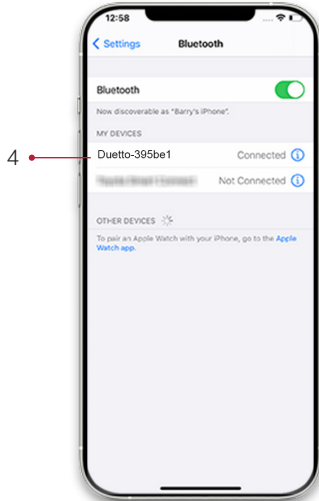 12:58
Settings
Bluetooth
Bluetooth
Now discoverable as "Barry's iPhone".
MY DEVICES
4
Duetto-395be1
Connected
Not Connected
OTHER DEVICES
To pair an Apple Watch with your iPhone, go to the Apple
Watch app.